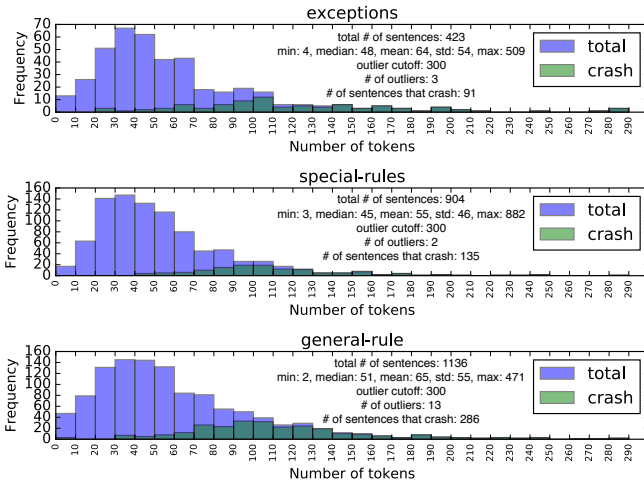 exceptions
Frequency
70
60
50
40
30
20
10
0
total # of sentences: 423
min: 4, median: 48, mean: 64, std: 54, max: 509
outlier cutoff: 300
# of outliers: 3
# of sentences that crash: 91
total
crash
0 10 20 30 40 50 60 70 80 90 100 110 120 130 140 150 160 170 180 190 200 210 220 230 240 250 260 270 280 290
Number of tokens
special-rules
Frequency
160
140
120
100
80
60
40
20
0
total # of sentences: 904
min: 3, median: 45, mean: 55, std: 46, max: 882
outlier cutoff: 300
# of outliers: 2
# of sentences that crash: 135
total
crash
0 10 20 30 40 50 60 70 80 90 100 110 120 130 140 150 160 170 180 190 200 210 220 230 240 250 260 270 280 290
Number of tokens
general-rule
Frequency
160
140
120
100
80
60
40
20
0
total # of sentences: 1136
min: 2, median: 51, mean: 65, std: 55, max: 471
outlier cutoff: 300
# of outliers: 13
# of sentences that crash: 286
total
crash
0 10 20 30 40 50 60 70 80 90 100 110 120 130 140 150 160 170 180 190 200 210 220 230 240 250 260 270 280 290
Number of tokens